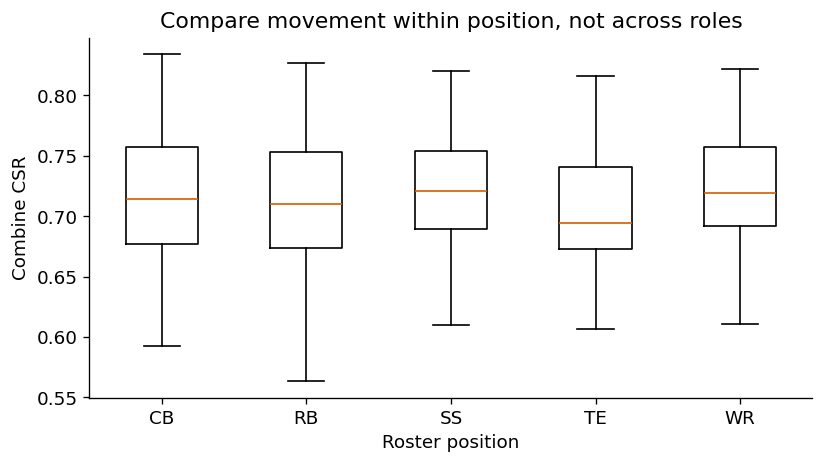 Compare movement within position, not across roles
Combine CSR
0.80
0.75
0.70
0.65
0.60
0.55
CB RB SS TE WR
Roster position